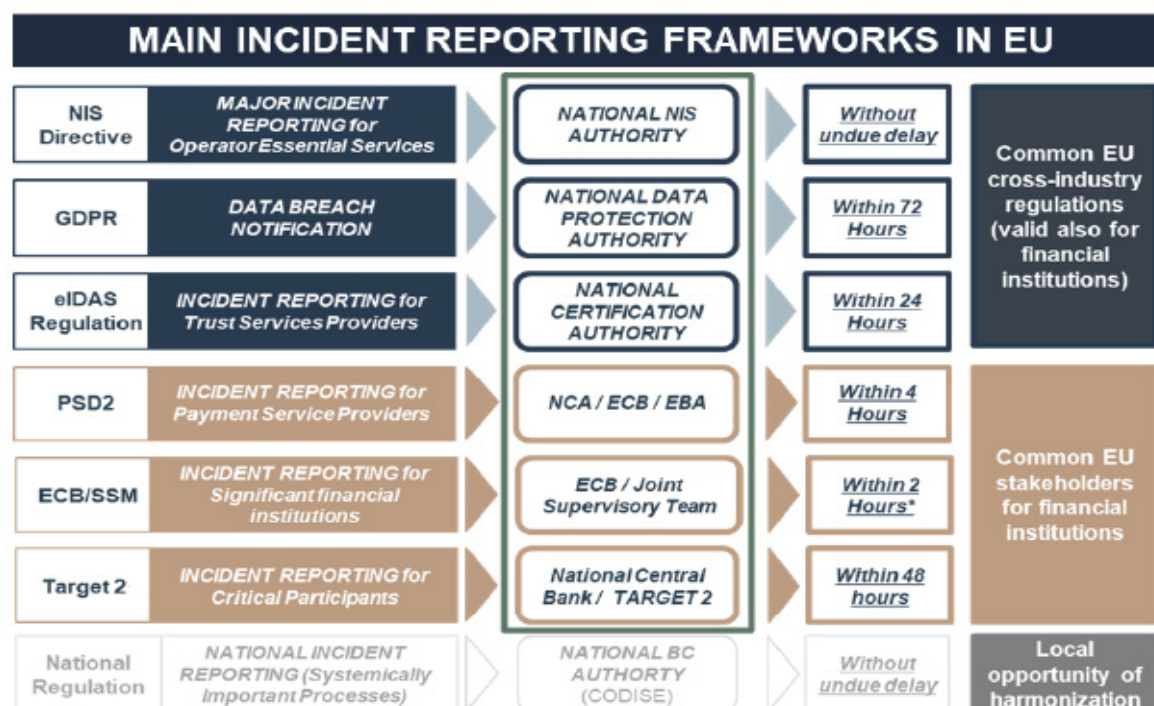 MAIN INCIDENT REPORTING FRAMEWORKS IN EU
NIS
Directive
MAJOR INCIDENT
REPORTING for
Operator Essential Services
NATIONAL NIS
AUTHORITY
Without
undue delay
GDPR
DATA BREACH
NOTIFICATION
NATIONAL DATA
PROTECTION
AUTHORITY
Within 72
Hours
eIDAS
Regulation
INCIDENT REPORTING for
Trust Services Providers
NATIONAL
CERTIFICATION
AUTHORITY
Within 24
Hours
Common EU
cross-industry
regulations
(valid also for
financial
institutions)
PSD2
INCIDENT REPORTING for
Payment Service Providers
NCA / ECB / EBA
Within 4
Hours
ECB/SSM
INCIDENT REPORTING for
Significant financial
institutions
ECB / Joint
Supervisory Team
Within 2
Hours*
Target 2
INCIDENT REPORTING for
Critical Participants
National Central
Bank / TARGET 2
Within 48
hours
Common EU
stakeholders
for financial
institutions
National
Regulation
NATIONAL INCIDENT
REPORTING (Systemically
Important Processes)
NATIONAL BC
AUTHORTY
(CODISE)
Without
undue delay
Local
opportunity of
harmonization